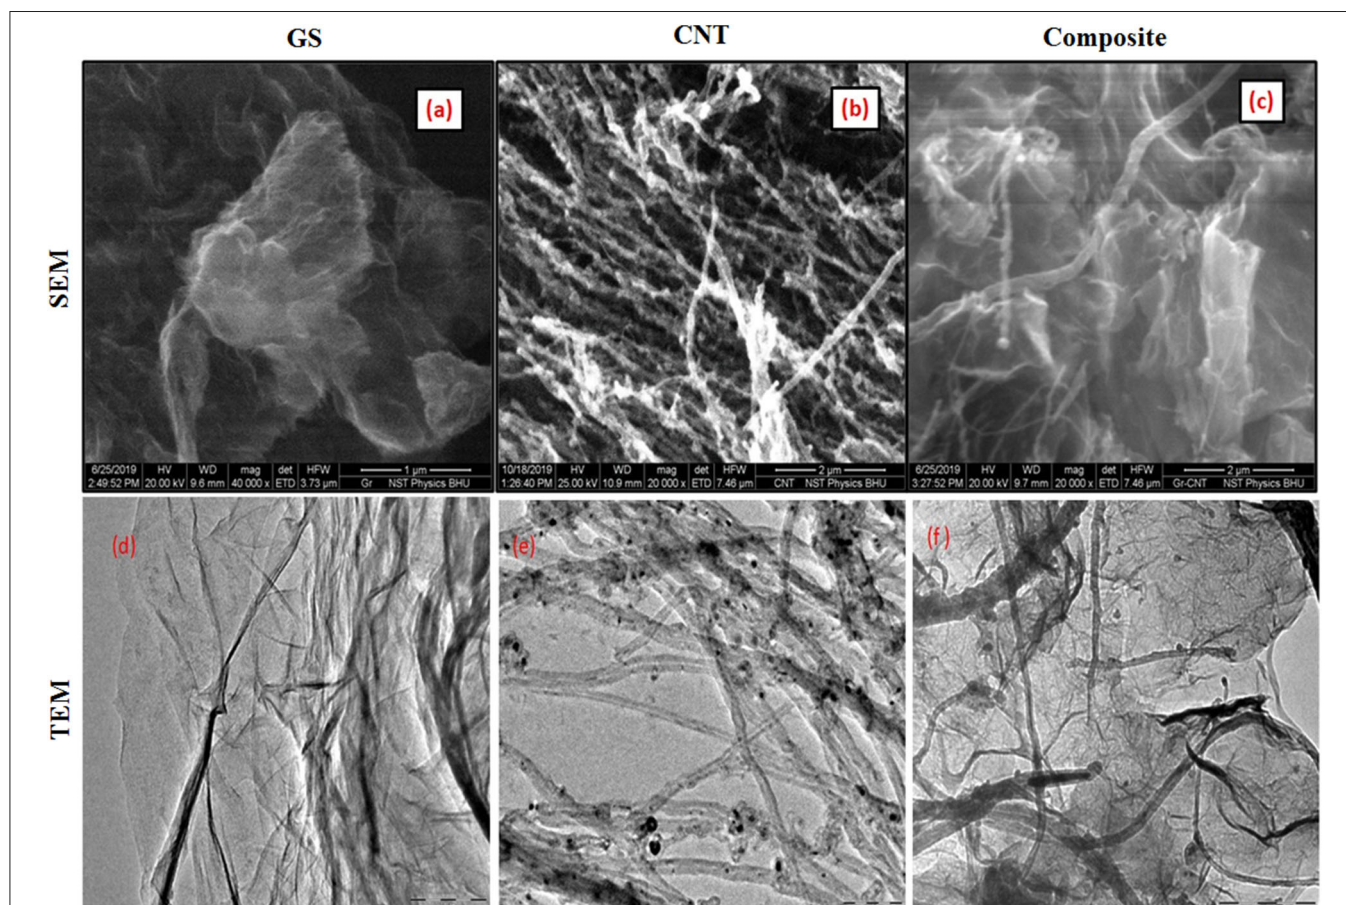 GS CNT Composite
SEM
(a)
6/25/2019 HV WD mag det HFW 1 µm
2:49:52 PM 20.00 kV 9.6 mm 40 000 x ETD 3.73 µm Gr NST Physics BHU
(b)
10/18/2019 HV WD mag det HFW 2 µm
1:26:40 PM 25.00 kV 10.9 mm 20 000 x ETD 7.46 µm CNT NST Physics BHU
(c)
6/25/2019 HV WD mag det HFW 2 µm
3:27:52 PM 20.00 kV 9.7 mm 20 000 x ETD 7.46 µm Gr-CNT NST Physics BHU
TEM
(d)
(e)
(f)